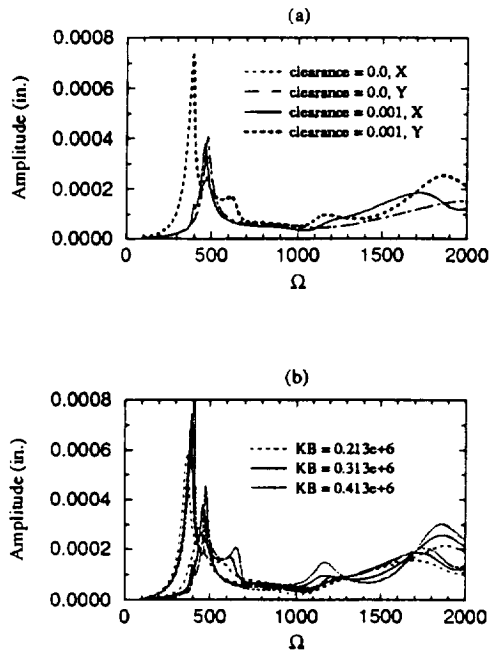 (a)
0.0008
0.0006
0.0004
0.0002
0.0000
Amplitude (in.)
clearance = 0.0, X
clearance = 0.0, Y
clearance = 0.001, X
clearance = 0.001, Y
0 500 1000 1500 2000
Ω
(b)
0.0008
0.0006
0.0004
0.0002
0.0000
Amplitude (in.)
KB = 0.213e+6
KB = 0.313e+6
KB = 0.413e+6
0 500 1000 1500 2000
Ω